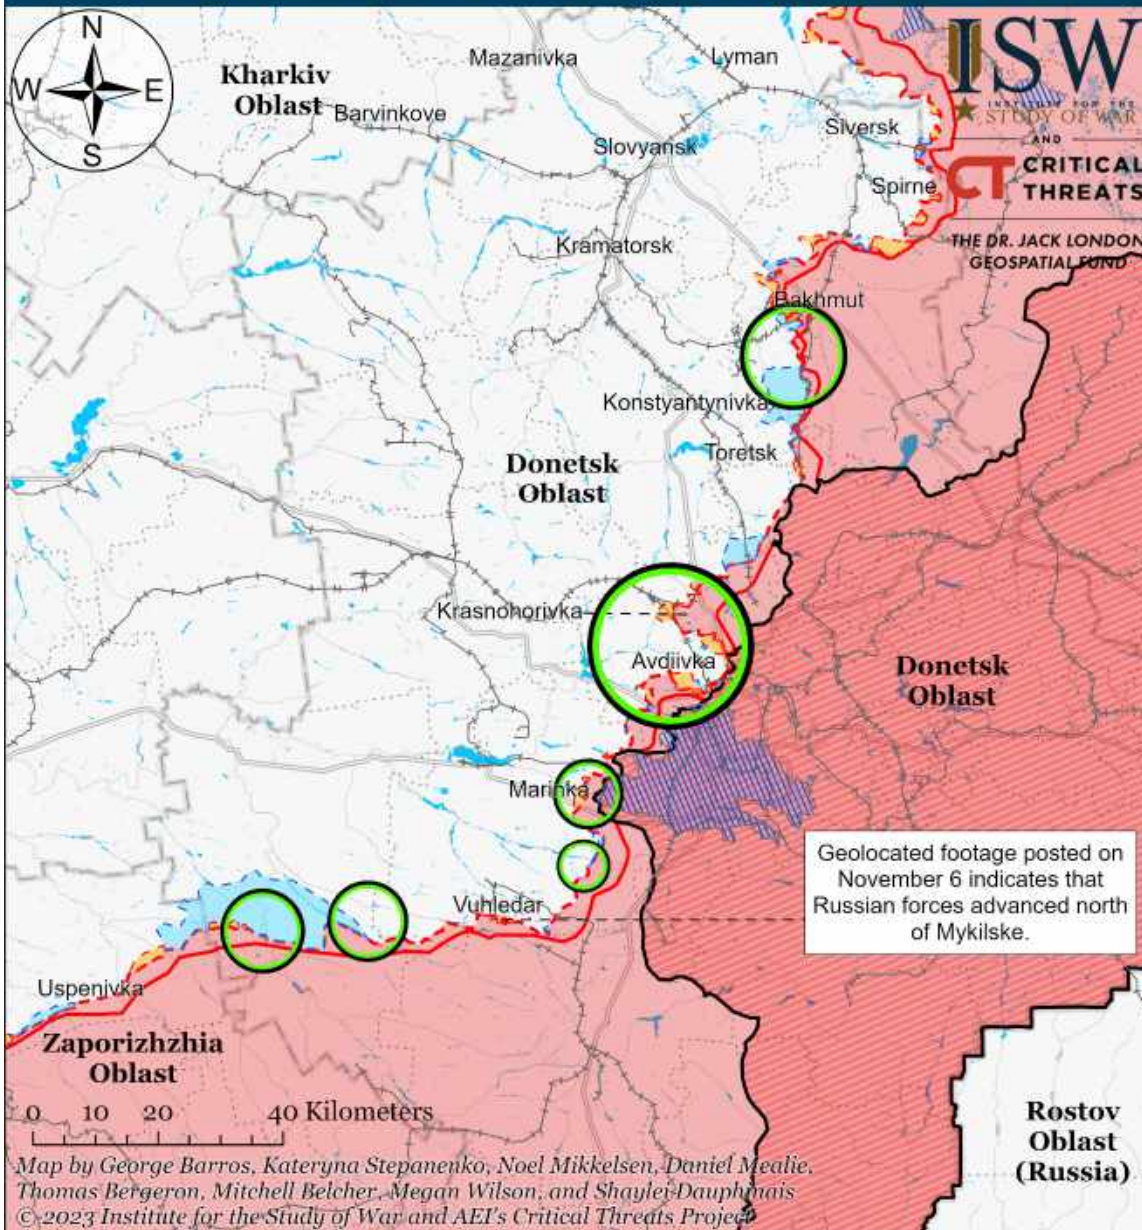 N
W E
S
ISW
INSTITUTE FOR THE
STUDY OF WAR
AND
CT CRITICAL
THREATS
THE DR. JACK LONDON
GEOSPATIAL FUND
Kharkiv
Oblast
Mazanivka
Lyman
Barvinkove
Siversk
Slovyansk
Spirne
Kramatorsk
Bakhmut
Konstyantynivka
Toretsk
Donetsk
Oblast
Krasnohorivka
Avdiivka
Donetsk
Oblast
Marinka
Vuhledar
Geolocated footage posted on
November 6 indicates that
Russian forces advanced north
of Mykilske.
Uspenivka
Zaporizhzhia
Oblast
0 10 20 40 Kilometers
Rostov
Oblast
(Russia)
Map by George Barros, Kateryna Stepanenko, Noel Mikkelsen, Daniel Mealie,
Thomas Bergeron, Mitchell Belcher, Megan Wilson, and Shaylei Dauphinais
© 2023 Institute for the Study of War and AEI's Critical Threats Project